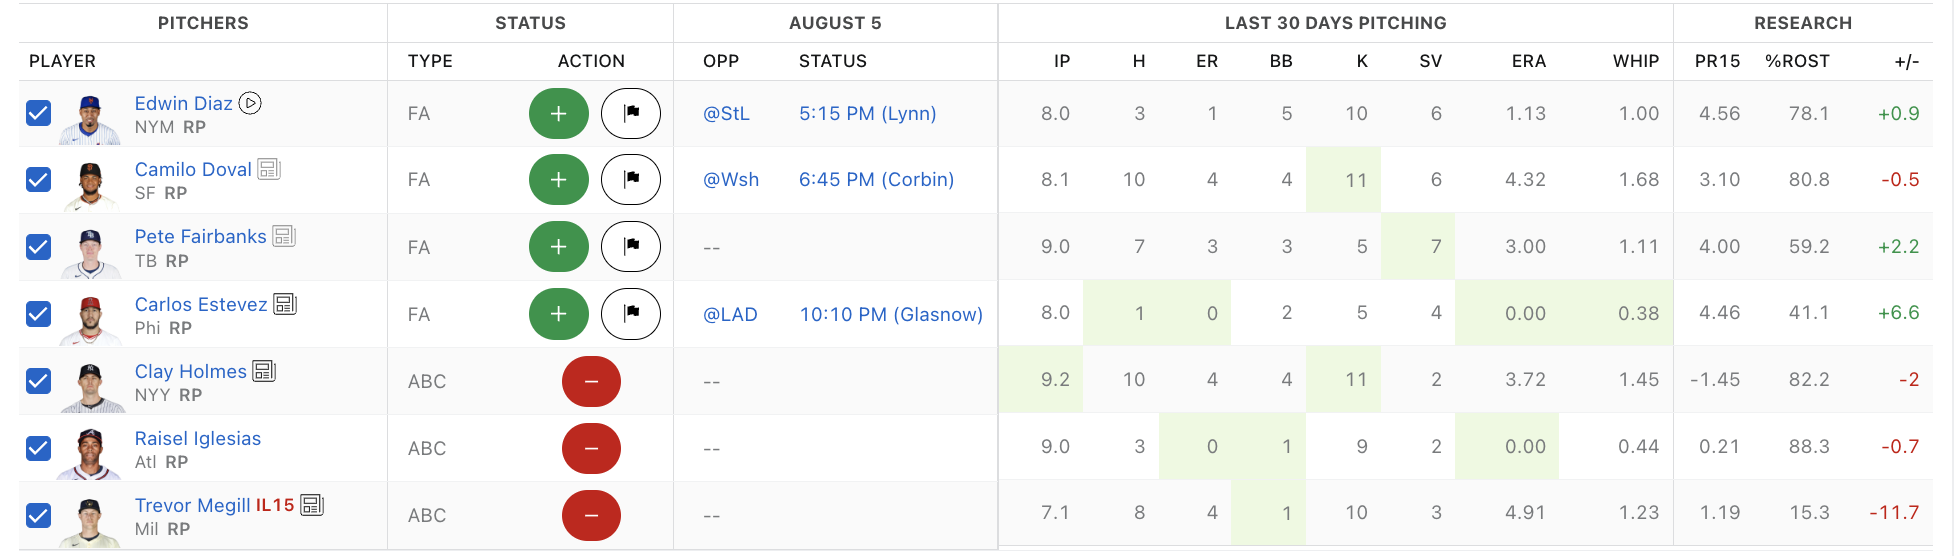 PITCHERS STATUS AUGUST 5 LAST 30 DAYS PITCHING RESEARCH
PLAYER TYPE ACTION OPP STATUS IP H ER BB K SV ERA WHIP PR15 %ROST +/-
Edwin Diaz
NYM RP
FA @StL 5:15 PM (Lynn) 8.0 3 1 5 10 6 1.13 1.00 4.56 78.1 +0.9
Camilo Doval
SF RP
FA @Wsh 6:45 PM (Corbin) 8.1 10 4 4 11 6 4.32 1.68 3.10 80.8 -0.5
Pete Fairbanks
TB RP
FA -- 9.0 7 3 3 5 7 3.00 1.11 4.00 59.2 +2.2
Carlos Estevez
Phi RP
FA @LAD 10:10 PM (Glasnow) 8.0 1 0 2 5 4 0.00 0.38 4.46 41.1 +6.6
Clay Holmes
NYY RP
ABC -- 9.2 10 4 4 11 2 3.72 1.45 -1.45 82.2 -2
Raisel Iglesias
Atl RP
ABC -- 9.0 3 0 1 9 2 0.00 0.44 0.21 88.3 -0.7
Trevor Megill IL15
Mil RP
ABC -- 7.1 8 4 1 10 3 4.91 1.23 1.19 15.3 -11.7